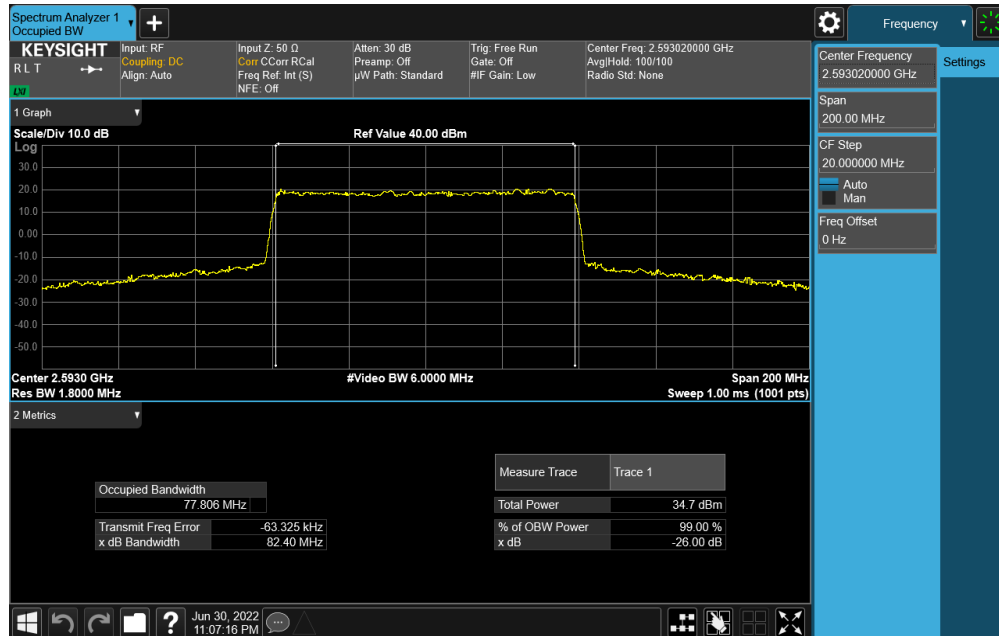 Spectrum Analyzer 1
Occupied BW
Frequency
KEYSIGHT
RLT
LXI
Input: RF
Coupling: DC
Align: Auto
Input Z: 50 Ω
Corr CCorr RCal
Freq Ref: Int (S)
NFE: Off
Atten: 30 dB
Preamp: Off
µW Path: Standard
Trig: Free Run
Gate: Off
#IF Gain: Low
Center Freq: 2.593020000 GHz
Avg|Hold: 100/100
Radio Std: None
Center Frequency
2.593020000 GHz
Settings
Span
200.00 MHz
CF Step
20.000000 MHz
Auto
Man
Freq Offset
0 Hz
1 Graph
Scale/Div 10.0 dB
Ref Value 40.00 dBm
Log
30.0
20.0
10.0
0.00
-10.0
-20.0
-30.0
-40.0
-50.0
Center 2.5930 GHz
#Video BW 6.0000 MHz
Span 200 MHz
Res BW 1.8000 MHz
Sweep 1.00 ms (1001 pts)
2 Metrics
Occupied Bandwidth
77.806 MHz
Transmit Freq Error -63.325 kHz
x dB Bandwidth 82.40 MHz
Measure Trace Trace 1
Total Power 34.7 dBm
% of OBW Power 99.00 %
x dB -26.00 dB
Jun 30, 2022
11:07:16 PM